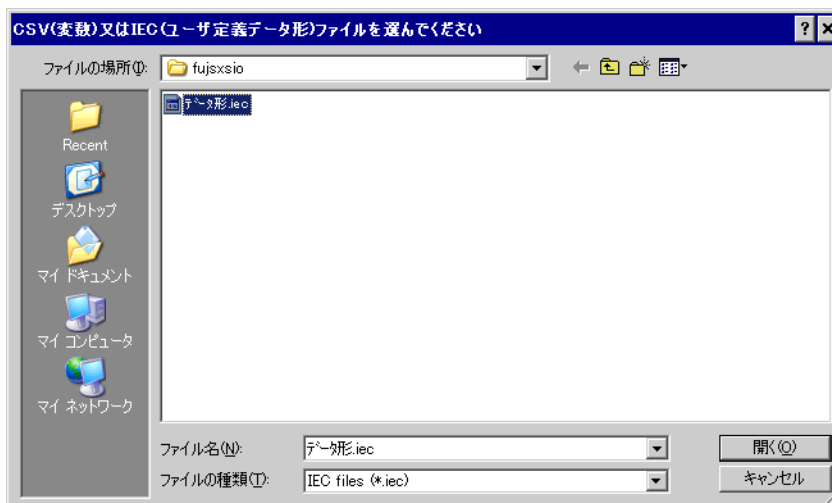 CSV(変数)又はIEC(ユーザ定義データ形)ファイルを選んでください
ファイルの場所(I):
fujsxsio
データ形.iec
Recent
デスクトップ
マイ ドキュメント
マイ コンピュータ
マイ ネットワーク
ファイル名(N):
データ形.iec
開く(O)
ファイルの種類(T):
IEC files (*.iec)
キャンセル